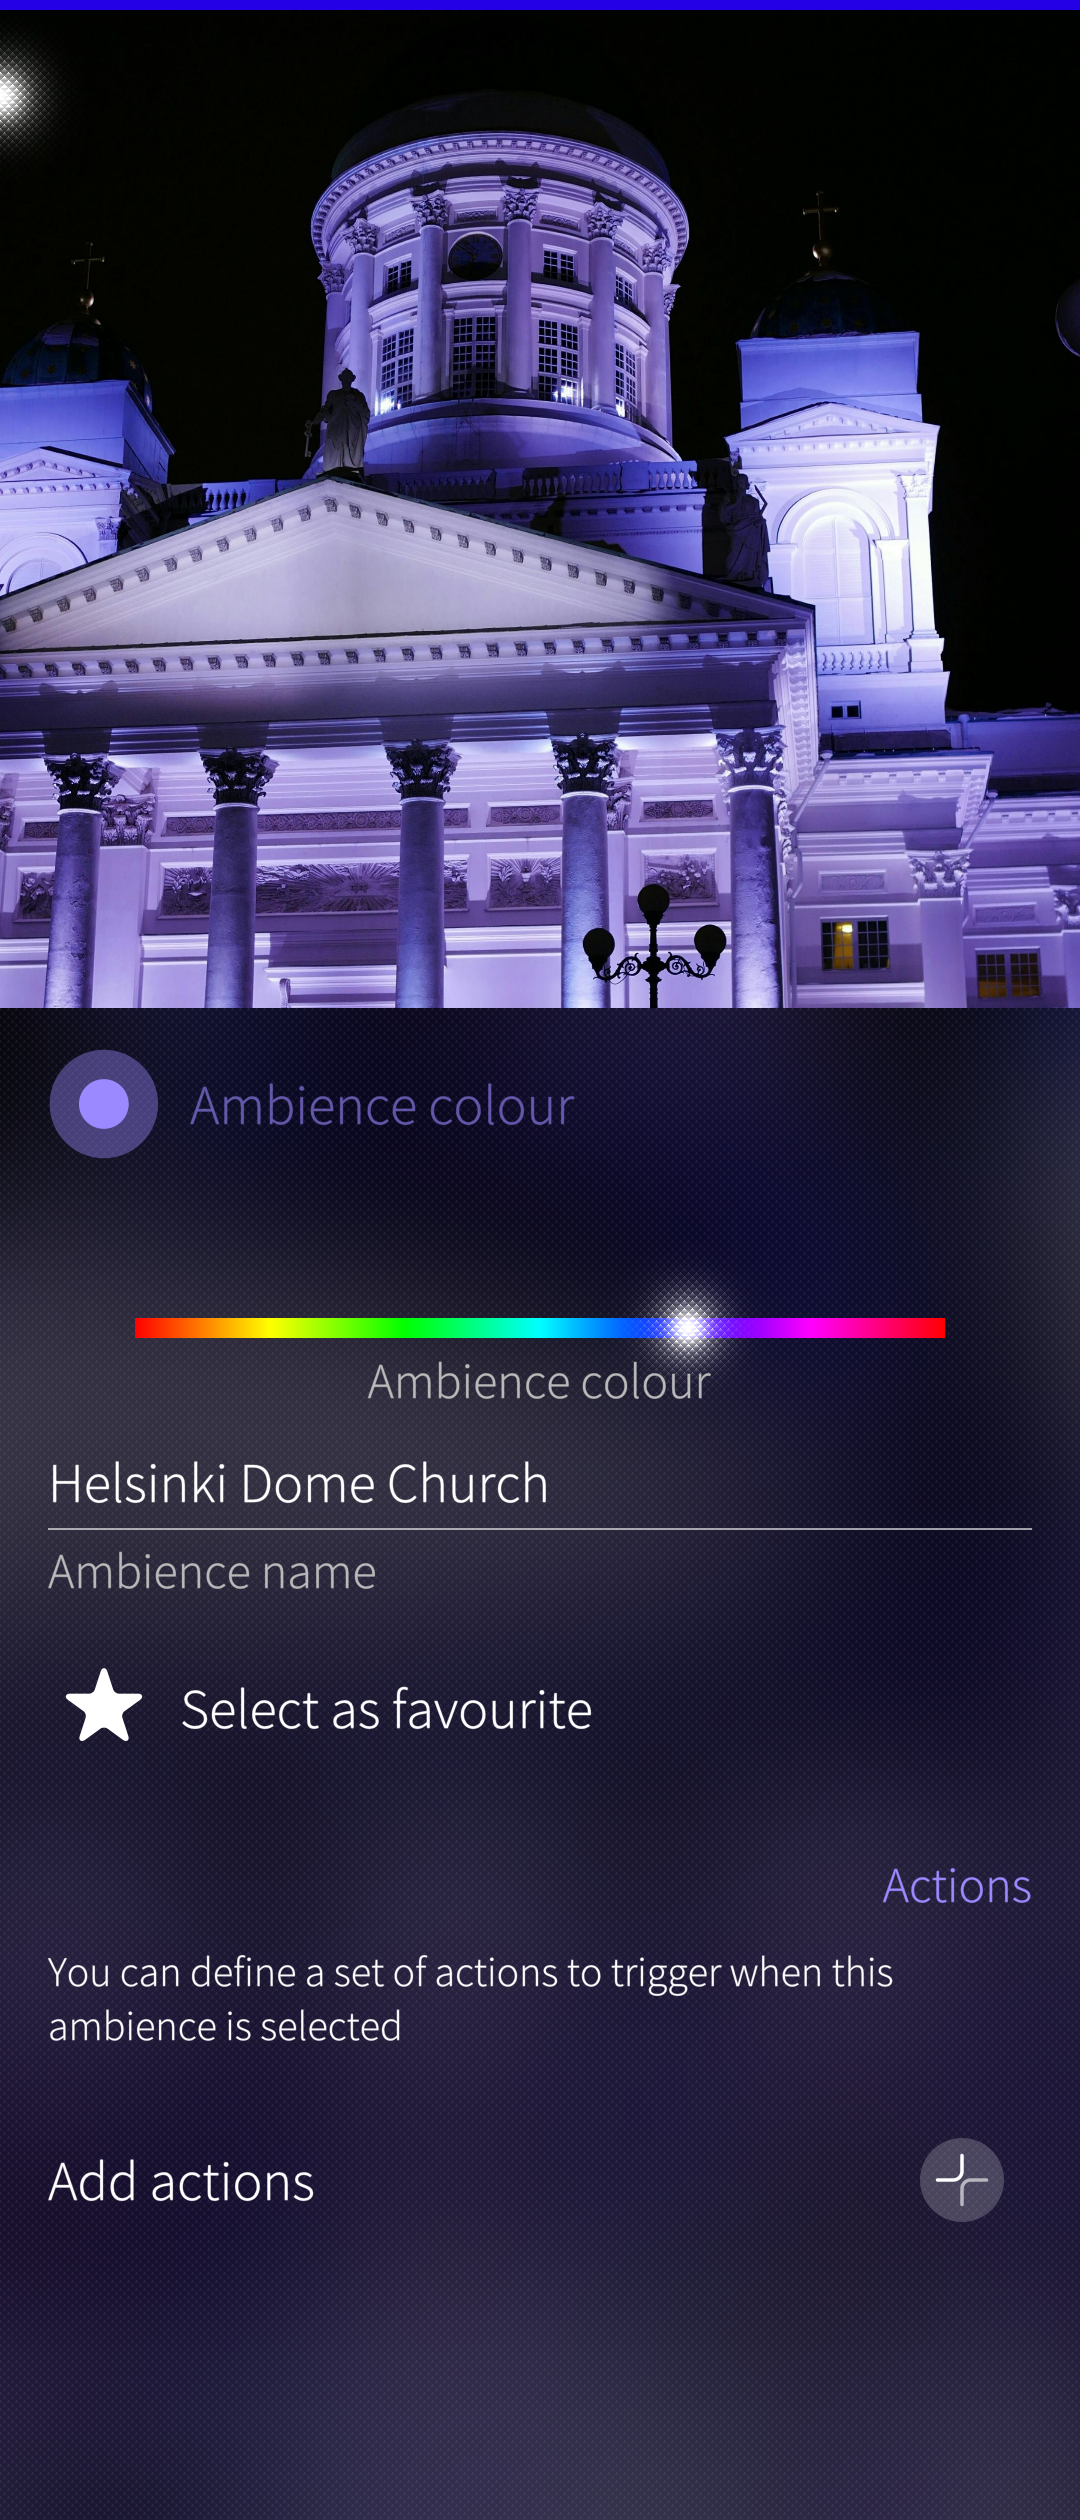 Ambience colour
Ambience colour
Helsinki Dome Church
Ambience name
Select as favourite
Actions
You can define a set of actions to trigger when this
ambience is selected
Add actions